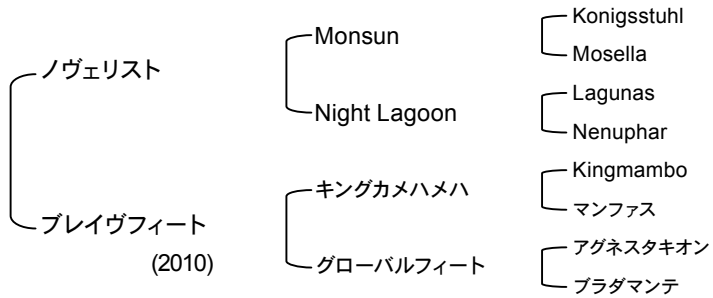 ノヴェリスト
Monsun
Konigsstuhl
Mosella
Night Lagoon
Lagunas
Nenuphar
ブレイヴフィート
(2010)
キングカメハメハ
Kingmambo
マンファス
グローバルフィート
アグネスタキオン
ブラダマンテ